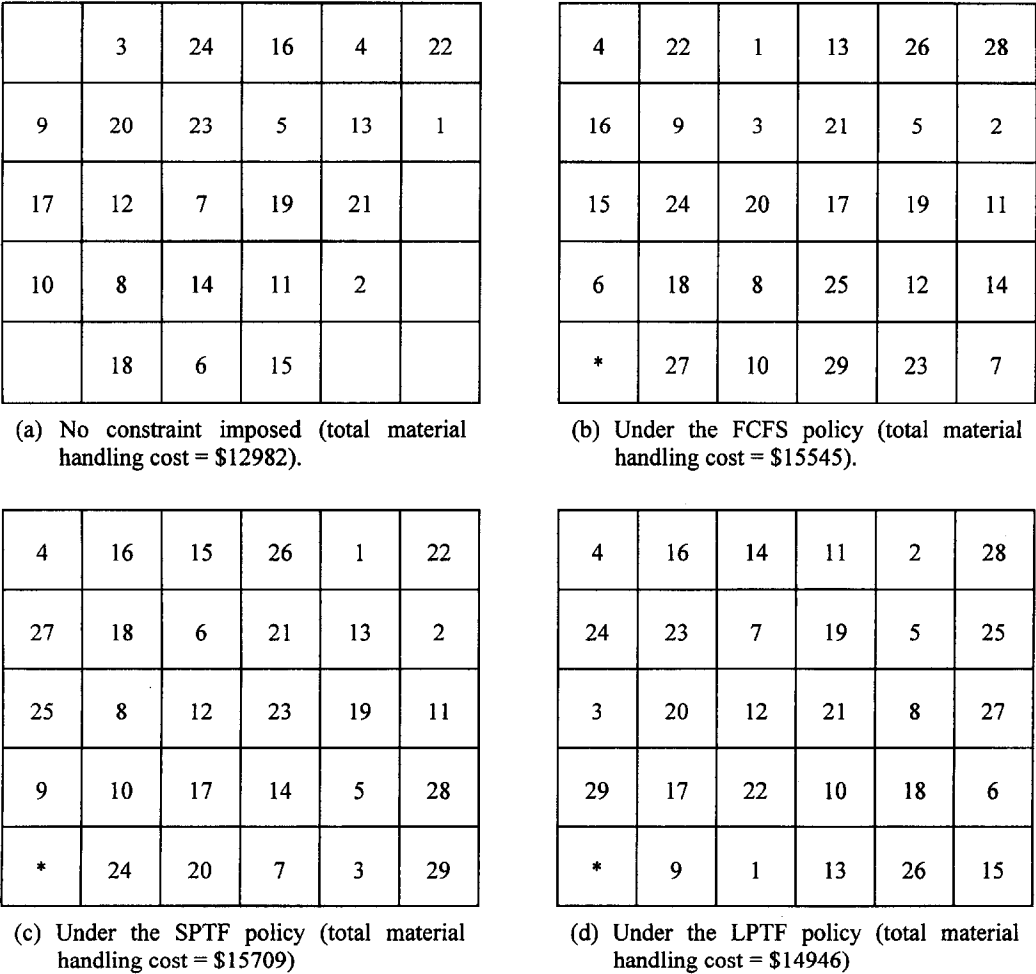 3 24 16 4 22
9 20 23 5 13 1
17 12 7 19 21
10 8 14 11 2
18 6 15
(a) No constraint imposed (total material
handling cost = $12982).
4 22 1 13 26 28
16 9 3 21 5 2
15 24 20 17 19 11
6 18 8 25 12 14
* 27 10 29 23 7
(b) Under the FCFS policy (total material
handling cost = $15545).
4 16 15 26 1 22
27 18 6 21 13 2
25 8 12 23 19 11
9 10 17 14 5 28
* 24 20 7 3 29
(c) Under the SPTF policy (total material
handling cost = $15709)
4 16 14 11 2 28
24 23 7 19 5 25
3 20 12 21 8 27
29 17 22 10 18 6
* 9 1 13 26 15
(d) Under the LPTF policy (total material
handling cost = $14946)